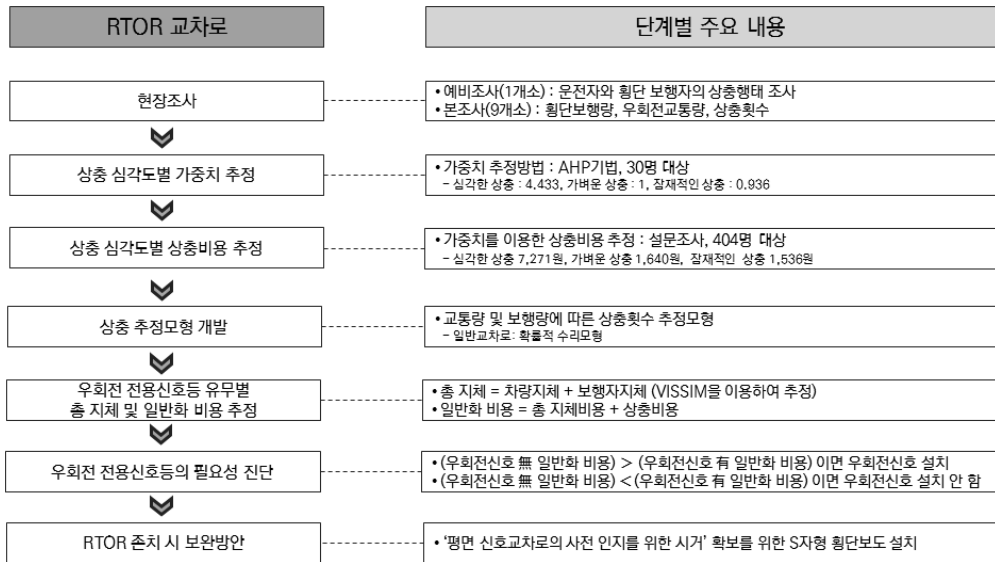 RTOR 교차로
단계별 주요 내용
현장조사
• 예비조사(1개소) : 운전자와 횡단 보행자의 상충행태 조사
• 본조사(9개소) : 횡단보행량, 우회전교통량, 상충횟수
상충 심각도별 가중치 추정
• 가중치 추정방법 : AHP기법, 30명 대상
- 심각한 상충 : 4.433, 가벼운 상충 : 1, 잠재적인 상충 : 0.936
상충 심각도별 상충비용 추정
• 가중치를 이용한 상충비용 추정 : 설문조사, 404명 대상
- 심각한 상충 7,271원, 가벼운 상충 1,640원, 잠재적인 상충 1,536원
상충 추정모형 개발
• 교통량 및 보행량에 따른 상충횟수 추정모형
- 일반교차로: 확률적 수리모형
우회전 전용신호등 유무별
총 지체 및 일반화 비용 추정
• 총 지체 = 차량지체 + 보행자지체 (VISSIM을 이용하여 추정)
• 일반화 비용 = 총 지체비용 + 상충비용
우회전 전용신호등의 필요성 진단
• (우회전신호 無 일반화 비용) > (우회전신호 有 일반화 비용) 이면 우회전신호 설치
• (우회전신호 無 일반화 비용) < (우회전신호 有 일반화 비용) 이면 우회전신호 설치 안 함
RTOR 존치 시 보완방안
• ‘평면 신호교차로의 사전 인지를 위한 시거’ 확보를 위한 S자형 횡단보도 설치